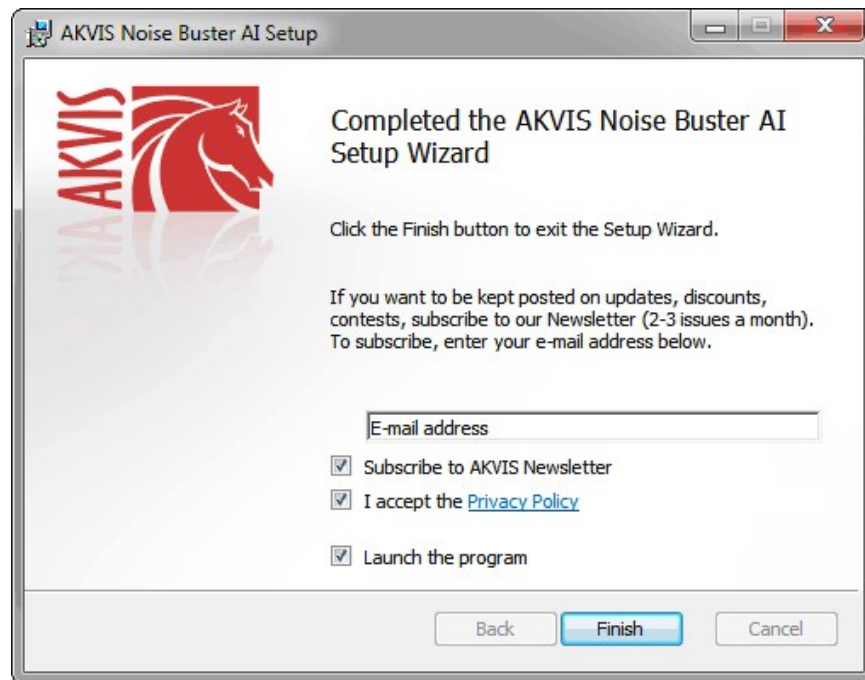 AKVIS Noise Buster AI Setup
AKVIS
Completed the AKVIS Noise Buster AI
Setup Wizard
Click the Finish button to exit the Setup Wizard.
If you want to be kept posted on updates, discounts,
contests, subscribe to our Newsletter (2-3 issues a month).
To subscribe, enter your e-mail address below.
E-mail address
Subscribe to AKVIS Newsletter
I accept the Privacy Policy
Launch the program
Back
Finish
Cancel